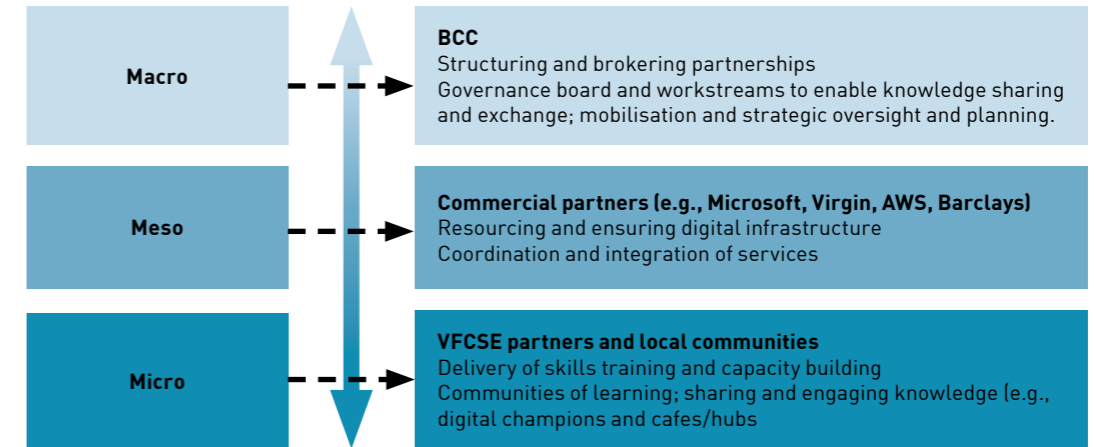 Macro
BCC
Structuring and brokering partnerships
Governance board and workstreams to enable knowledge sharing
and exchange; mobilisation and strategic oversight and planning.
Meso
Commercial partners (e.g., Microsoft, Virgin, AWS, Barclays)
Resourcing and ensuring digital infrastructure
Coordination and integration of services
Micro
VFCSE partners and local communities
Delivery of skills training and capacity building
Communities of learning; sharing and engaging knowledge (e.g.,
digital champions and cafes/hubs